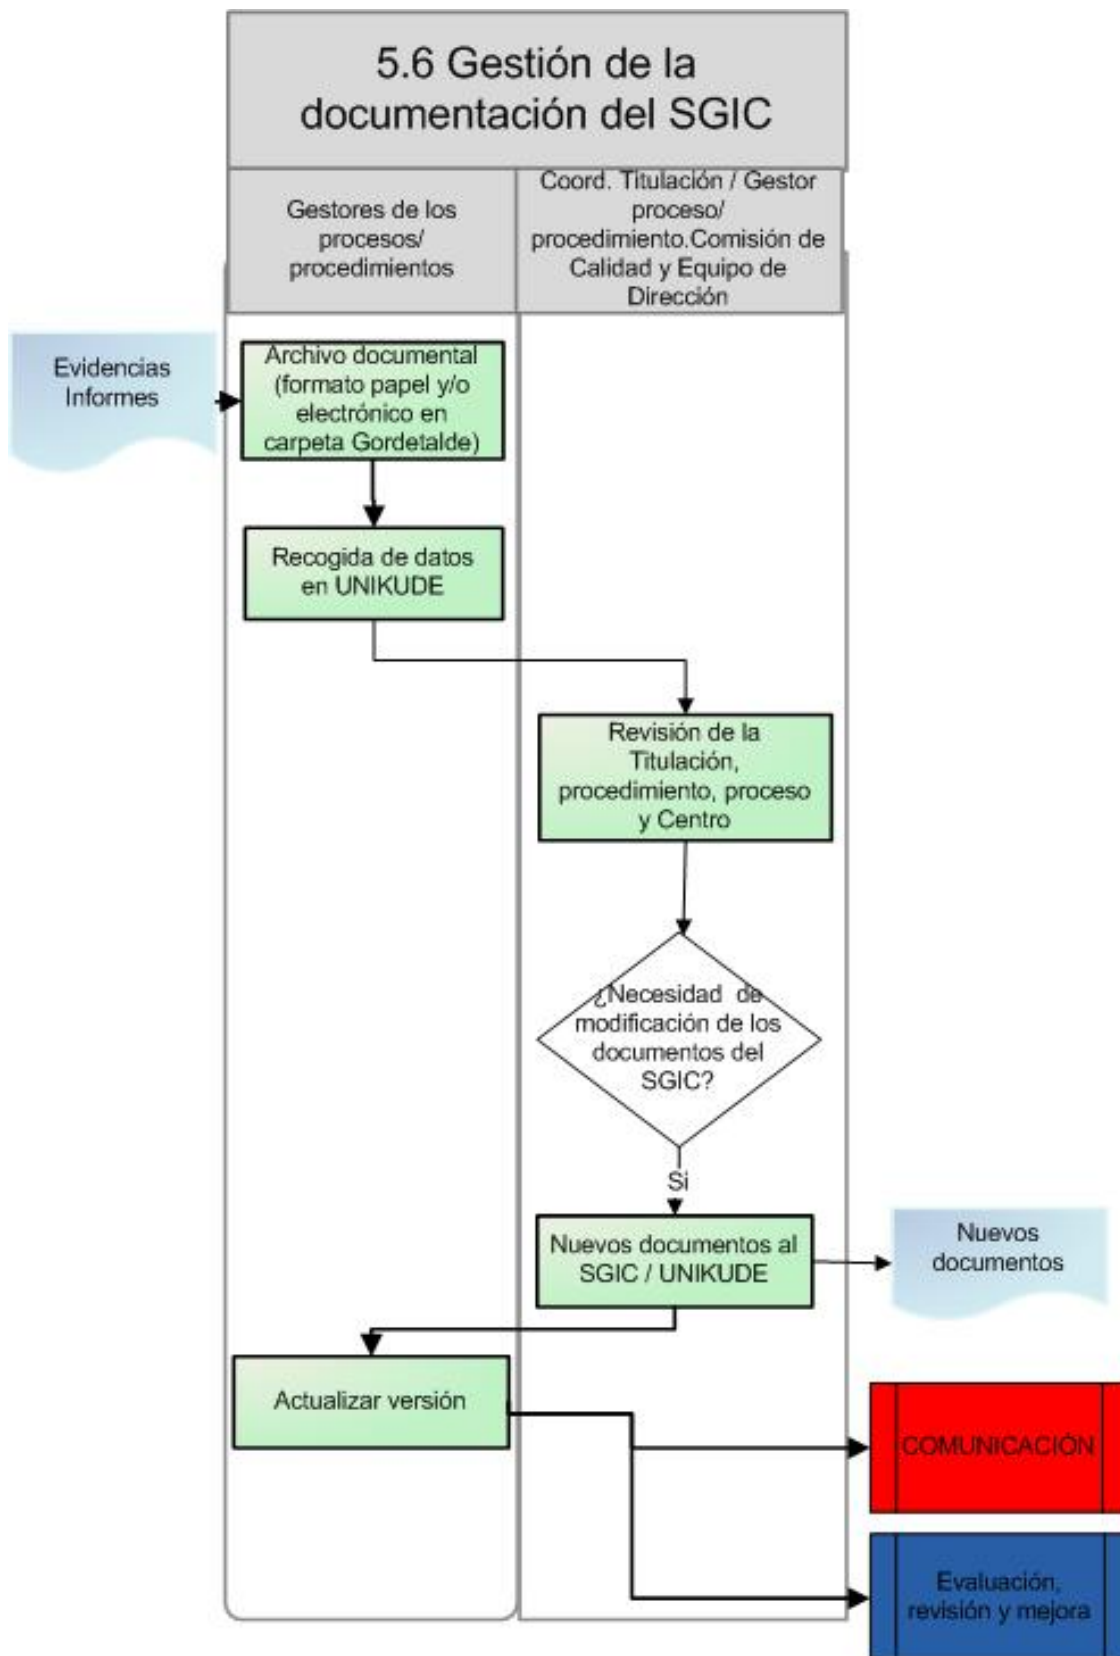 5.6 Gestión de la
documentación del SGIC
Gestores de los
procesos/
procedimientos
Coord. Titulación / Gestor
proceso/
procedimiento.Comisión de
Calidad y Equipo de
Dirección
Evidencias
Informes
Archivo documental
(formato papel y/o
electrónico en
carpeta Gordetalde)
Recogida de datos
en UNIKUDE
Revisión de la
Titulación,
procedimiento, proceso
y Centro
¿Necesidad de
modificación de los
documentos del
SGIC?
Si
Nuevos documentos al
SGIC / UNIKUDE
Nuevos
documentos
Actualizar versión
COMUNICACIÓN
Evaluación,
revisión y mejora